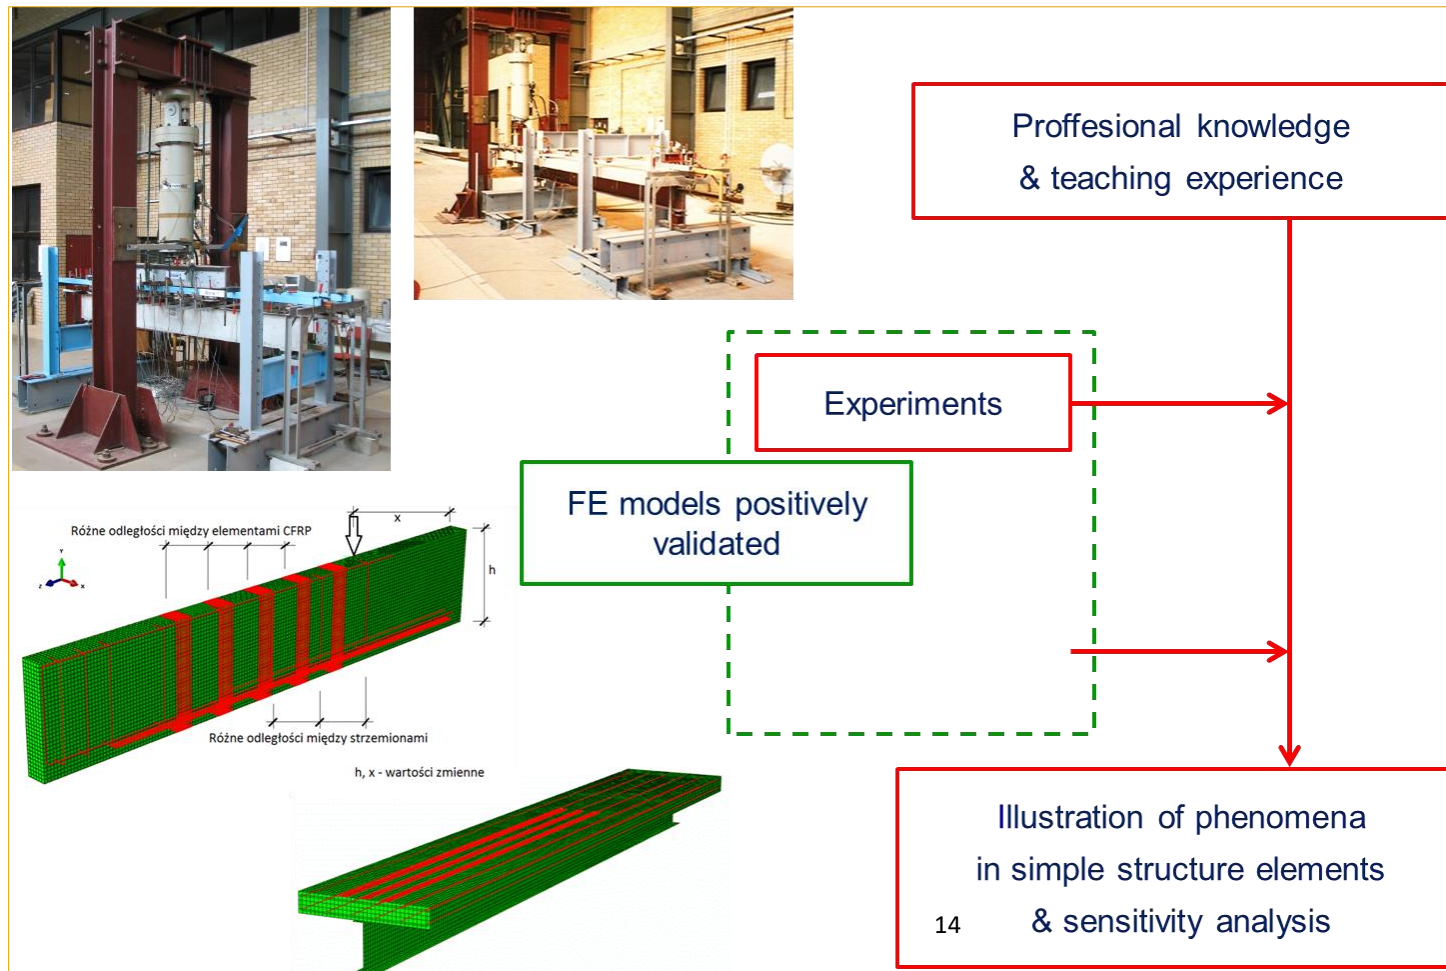 Proffesional knowledge
& teaching experience
Experiments
FE models positively
validated
Różne odległości między elementami CFRP
x
h
Y
Z
X
Różne odległości między strzemionami
h, x - wartości zmienne
Illustration of phenomena
in simple structure elements
& sensitivity analysis
14